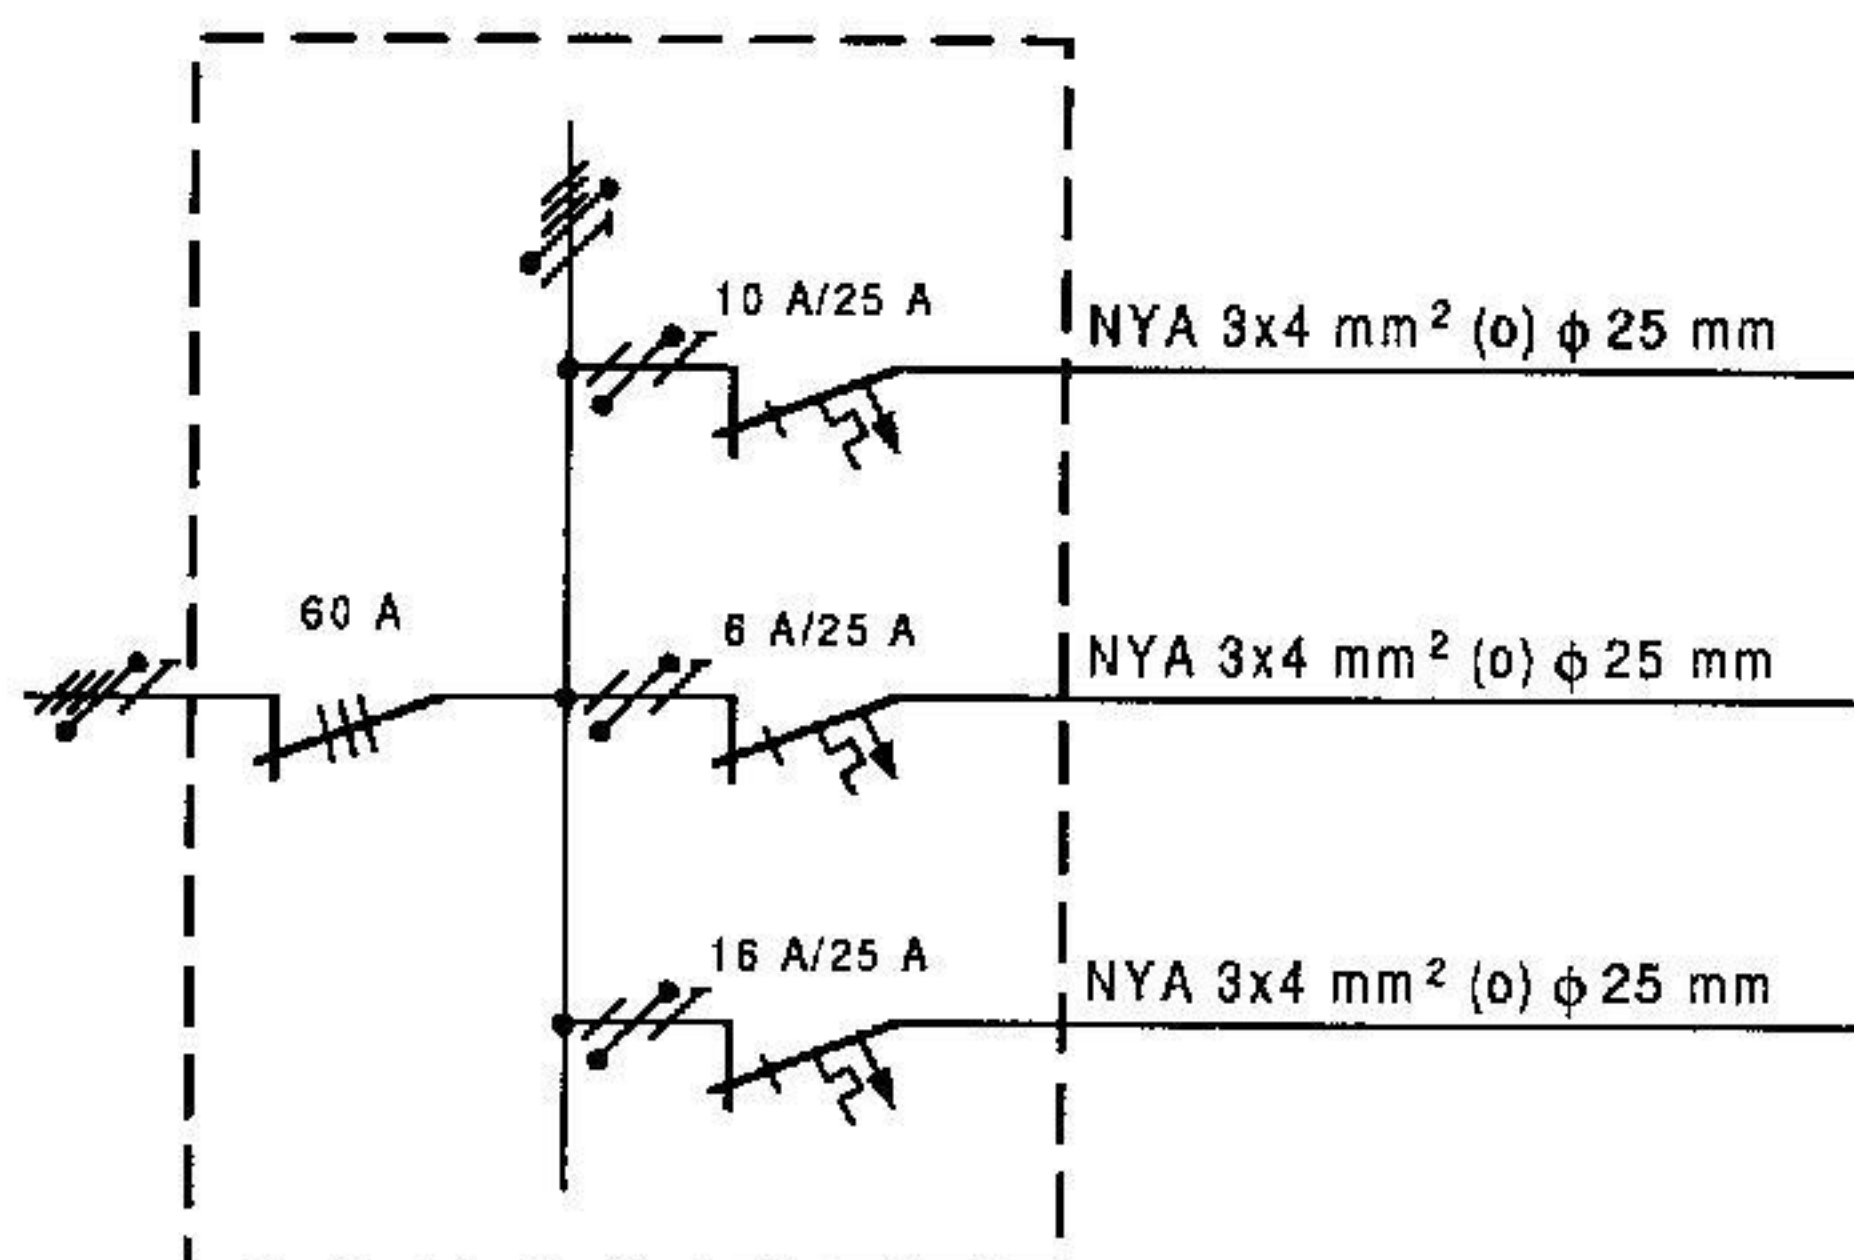 10 A/25 A
NYA 3x4 mm² (o) ϕ 25 mm
60 A
6 A/25 A
NYA 3x4 mm² (o) ϕ 25 mm
16 A/25 A
NYA 3x4 mm² (o) ϕ 25 mm